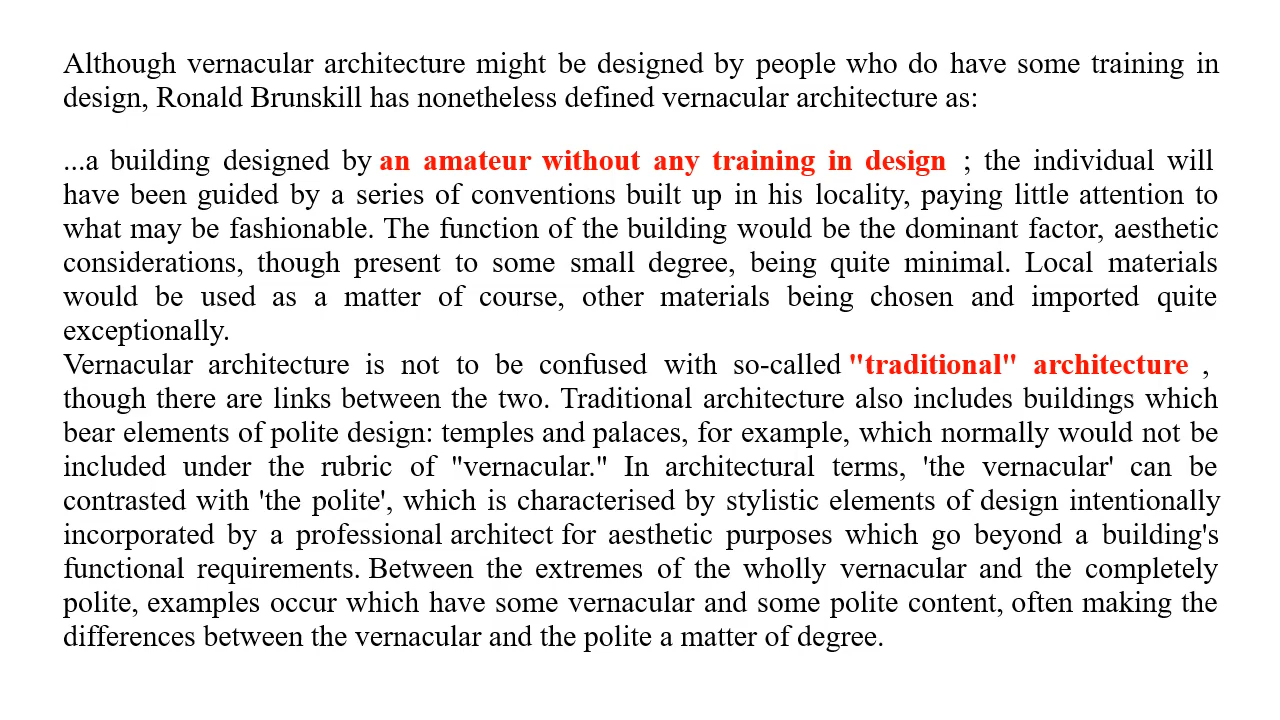 Although vernacular architecture might be designed by people who do have some training in
design, Ronald Brunskill has nonetheless defined vernacular architecture as:
...a building designed by an amateur without any training in design ; the individual will
have been guided by a series of conventions built up in his locality, paying little attention to
what may be fashionable. The function of the building would be the dominant factor, aesthetic
considerations, though present to some small degree, being quite minimal. Local materials
would be used as a matter of course, other materials being chosen and imported quite
exceptionally.
Vernacular architecture is not to be confused with so-called "traditional" architecture ,
though there are links between the two. Traditional architecture also includes buildings which
bear elements of polite design: temples and palaces, for example, which normally would not be
included under the rubric of "vernacular." In architectural terms, 'the vernacular' can be
contrasted with 'the polite', which is characterised by stylistic elements of design intentionally
incorporated by a professional architect for aesthetic purposes which go beyond a building's
functional requirements. Between the extremes of the wholly vernacular and the completely
polite, examples occur which have some vernacular and some polite content, often making the
differences between the vernacular and the polite a matter of degree.